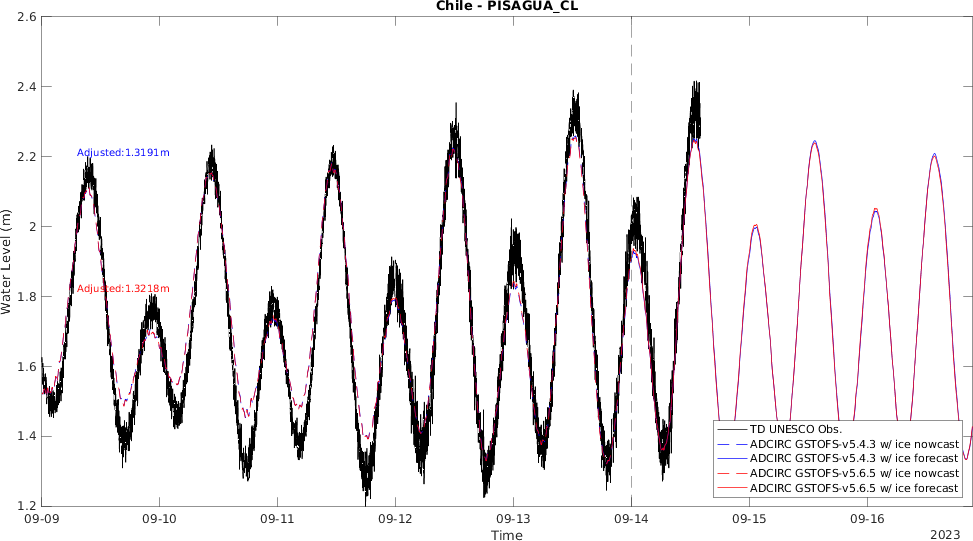 Chile - PISAGUA_CL
2.6
2.4
2.2
2
1.8
1.6
1.4
1.2
Water Level (m)
Adjusted:1.3191m
Adjusted:1.3218m
TD UNESCO Obs.
ADCIRC GSTOFS-v5.4.3 w/ ice nowcast
ADCIRC GSTOFS-v5.4.3 w/ ice forecast
ADCIRC GSTOFS-v5.6.5 w/ ice nowcast
ADCIRC GSTOFS-v5.6.5 w/ ice forecast
09-09 09-10 09-11 09-12 09-13 09-14 09-15 09-16
Time
2023